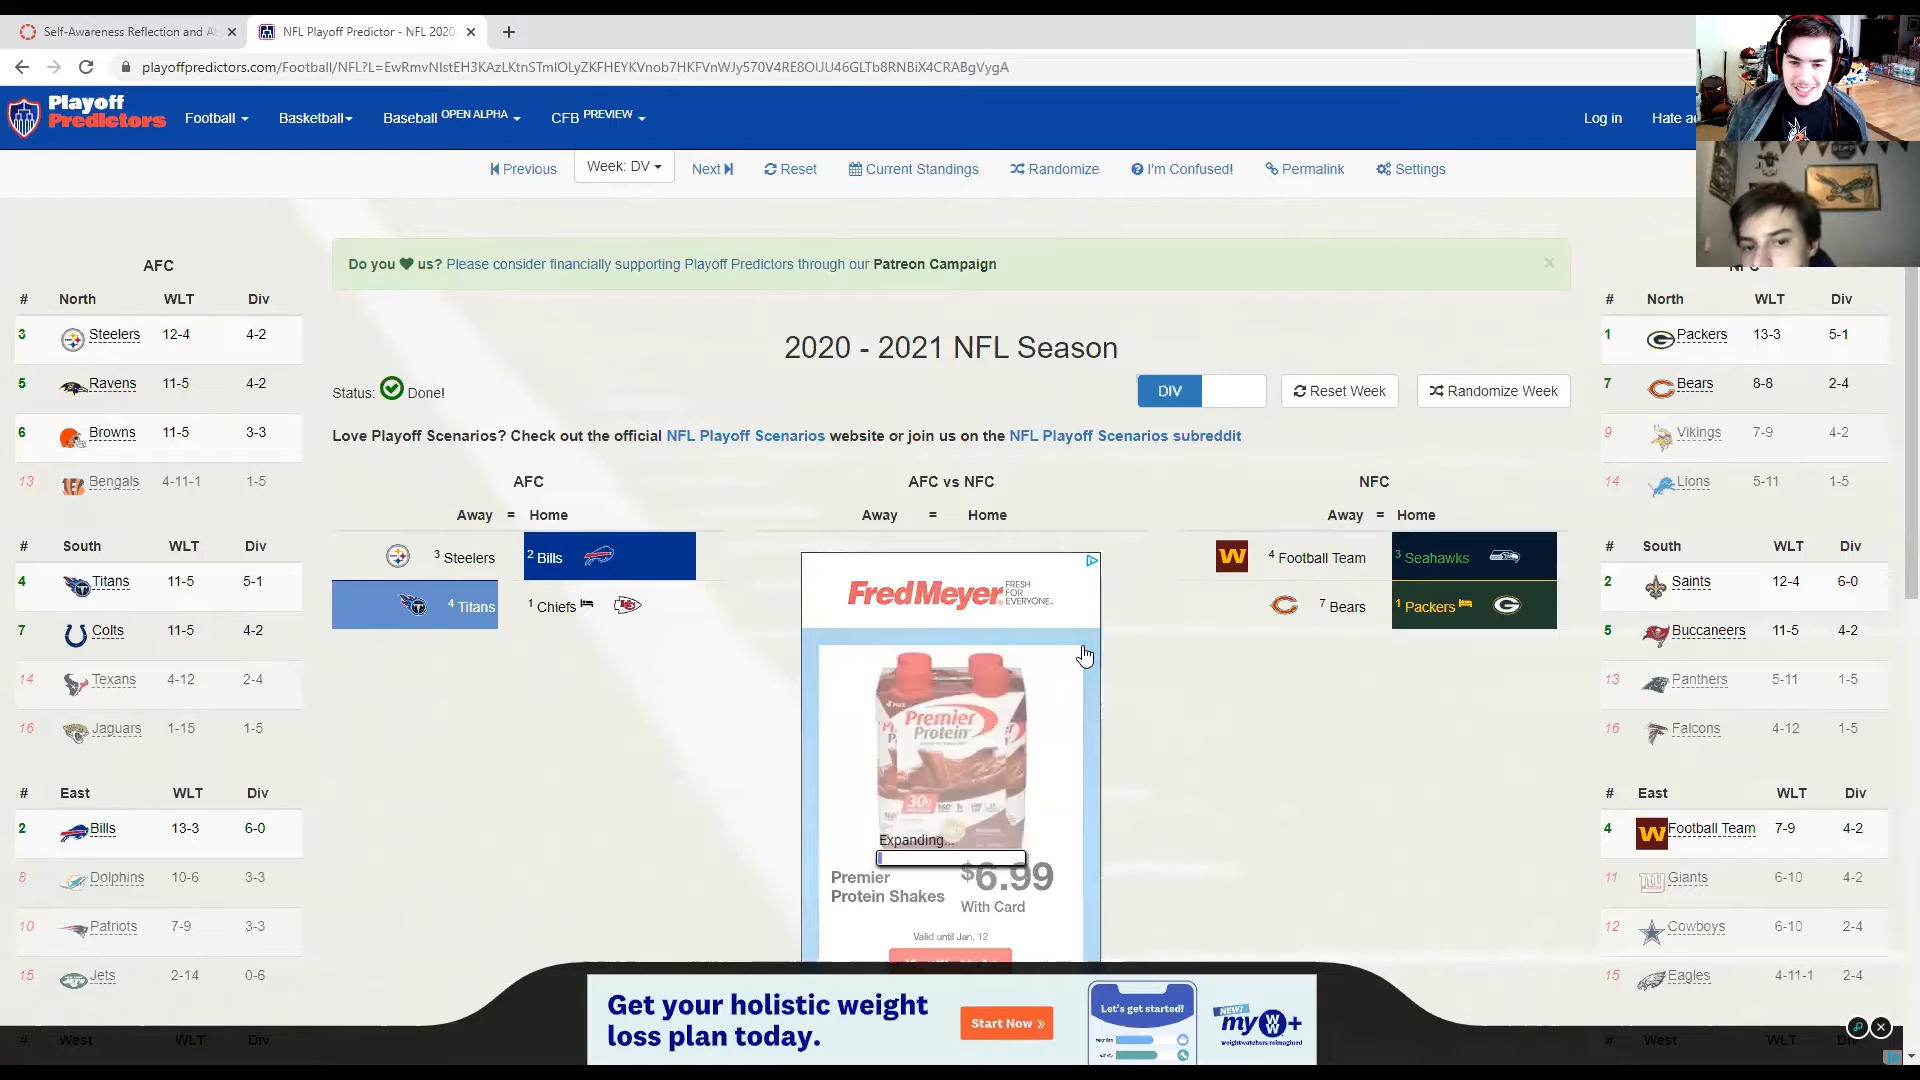 Self-Awareness Reflection and A
NFL Playoff Predictor - NFL 2020
playoffpredictors.com/Football/NFL?L=EwRmvNIstEH3KAzLKtnSTmIOLyZKFHEYKVnob7HKFVnWJy570V4RE8OUU46GLTb8RNBiX4CRABgVygA
Playoff
Predictors
Football
Basketball
Baseball OPEN ALPHA
CFB PREVIEW
Log in
Hate a
Previous
Week: DV
Next
Reset
Current Standings
Randomize
I'm Confused!
Permalink
Settings
Do you us? Please consider financially supporting Playoff Predictors through our Patreon Campaign
×
2020 - 2021 NFL Season
Status: Done!
DIV
Reset Week
Randomize Week
Love Playoff Scenarios? Check out the official NFL Playoff Scenarios website or join us on the NFL Playoff Scenarios subreddit
AFC
# North WLT Div
3 Steelers 12-4 4-2
5 Ravens 11-5 4-2
6 Browns 11-5 3-3
13 Bengals 4-11-1 1-5
# South WLT Div
4 Titans 11-5 5-1
7 Colts 11-5 4-2
14 Texans 4-12 2-4
16 Jaguars 1-15 1-5
# East WLT Div
2 Bills 13-3 6-0
8 Dolphins 10-6 3-3
10 Patriots 7-9 3-3
15 Jets 2-14 0-6
# West WLT Div
AFC
Away = Home
3 Steelers 2 Bills
4 Titans 1 Chiefs
AFC vs NFC
Away = Home
FredMeyer FRESH FOR EVERYONE
Premier
Protein
30g
Expanding...
Premier
Protein Shakes
$6.99
With Card
Valid until Jan. 12
NFC
Away = Home
W 4 Football Team 3 Seahawks
7 Bears 1 Packers
NFC
# North WLT Div
1 Packers 13-3 5-1
7 Bears 8-8 2-4
9 Vikings 7-9 4-2
14 Lions 5-11 1-5
# South WLT Div
2 Saints 12-4 6-0
5 Buccaneers 11-5 4-2
13 Panthers 5-11 1-5
16 Falcons 4-12 1-5
# East WLT Div
4 W Football Team 7-9 4-2
11 Giants 6-10 4-2
12 Cowboys 6-10 2-4
15 Eagles 4-11-1 2-4
# West WLT
Get your holistic weight
loss plan today.
Start Now »
Let's get started!
NEW!
myWW+
weightwatchers reimagined